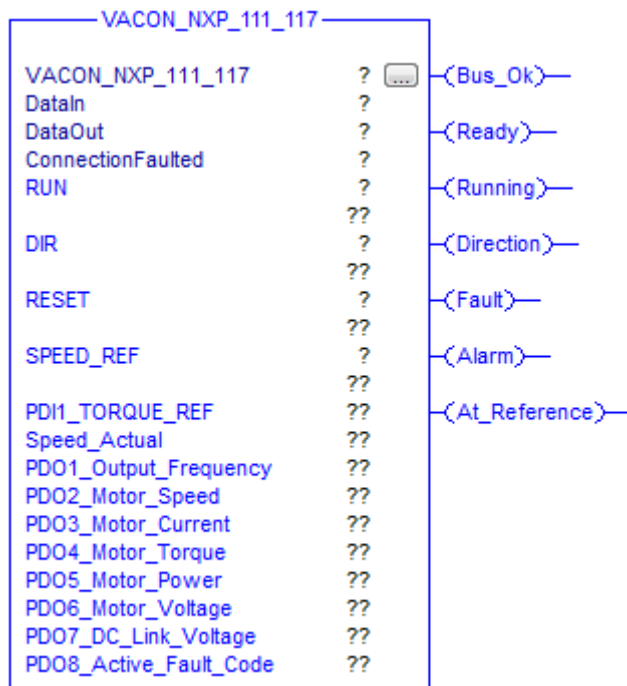 VACON_NXP_111_117
VACON_NXP_111_117 ? ... Bus_Ok
DataIn ?
DataOut ? Ready
ConnectionFaulted ?
RUN ? Running
??
DIR ? Direction
??
RESET ? Fault
??
SPEED_REF ? Alarm
??
PDI1_TORQUE_REF ?? At_Reference
Speed_Actual ??
PDO1_Output_Frequency ??
PDO2_Motor_Speed ??
PDO3_Motor_Current ??
PDO4_Motor_Torque ??
PDO5_Motor_Power ??
PDO6_Motor_Voltage ??
PDO7_DC_Link_Voltage ??
PDO8_Active_Fault_Code ??